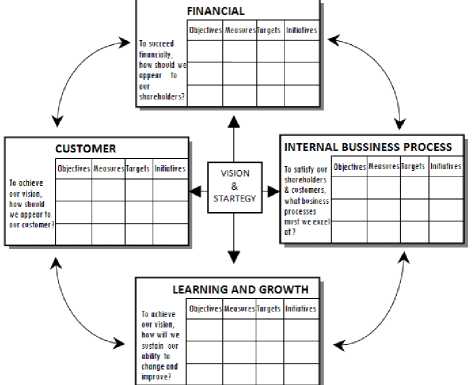 FINANCIAL
Objectives Measures Targets Initiatives
To succeed
financially,
how should we
appear to
our
shareholders?
CUSTOMER
Objectives Measures Targets Initiatives
To achieve
our vision,
how should
we appear to
our customer?
VISION
&
STARTEGY
INTERNAL BUSSINESS PROCESS
Objectives Measures Targets Initiatives
To satisfy our
shareholders
& customers,
what business
processes
must we excel
at ?
LEARNING AND GROWTH
Objectives Measures Targets Initiatives
To achieve
our vision,
how will we
sustain our
ability to
change and
improve?